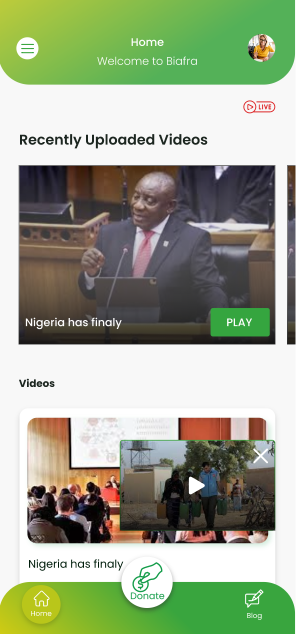 Home
Welcome to Biafra
LIVE
Recently Uploaded Videos
Nigeria has finaly
PLAY
Videos
Nigeria has finaly
Donate
Home
Blog